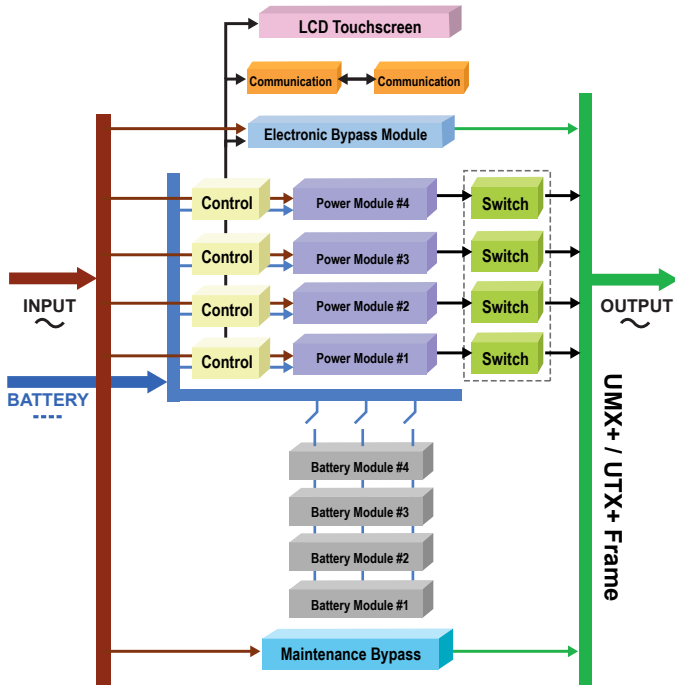 LCD Touchscreen
Communication
Communication
Electronic Bypass Module
Control
Power Module #4
Switch
Control
Power Module #3
Switch
Control
Power Module #2
Switch
Control
Power Module #1
Switch
INPUT
OUTPUT
BATTERY
Battery Module #4
Battery Module #3
Battery Module #2
Battery Module #1
Maintenance Bypass
UMX+ / UTX+ Frame